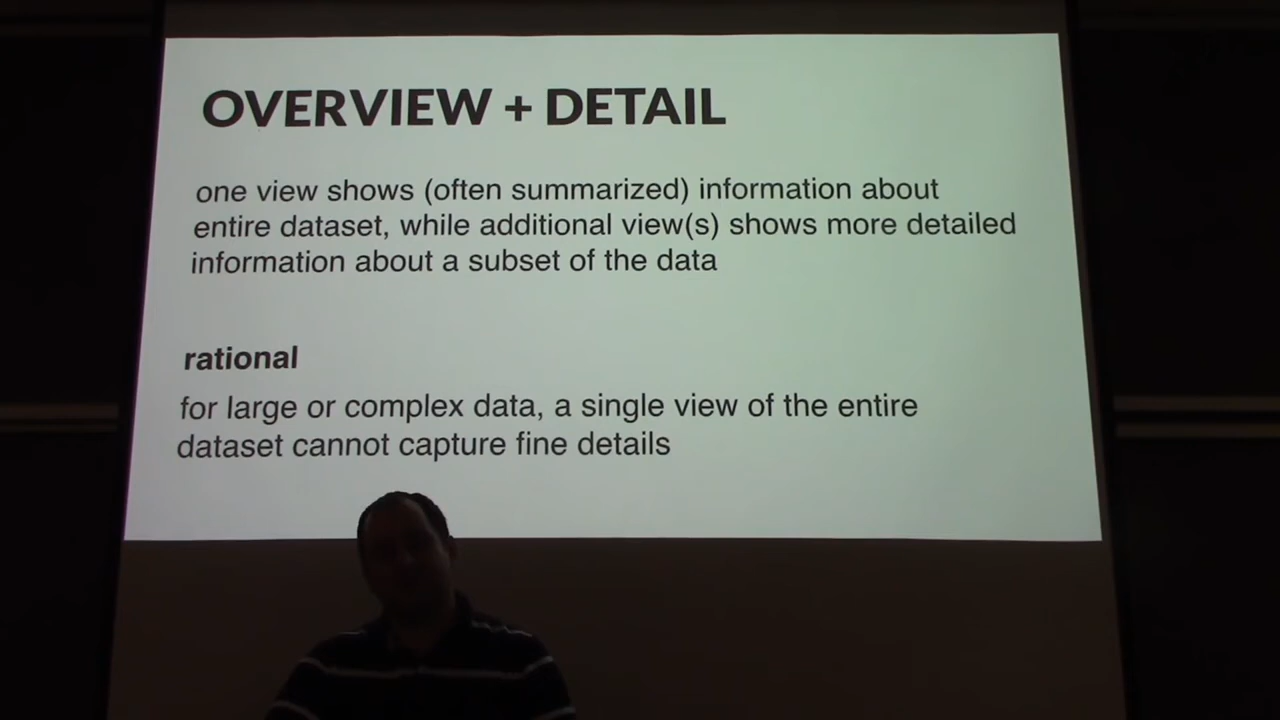 OVERVIEW + DETAIL
one view shows (often summarized) information about
entire dataset, while additional view(s) shows more detailed
information about a subset of the data
rational
for large or complex data, a single view of the entire
dataset cannot capture fine details